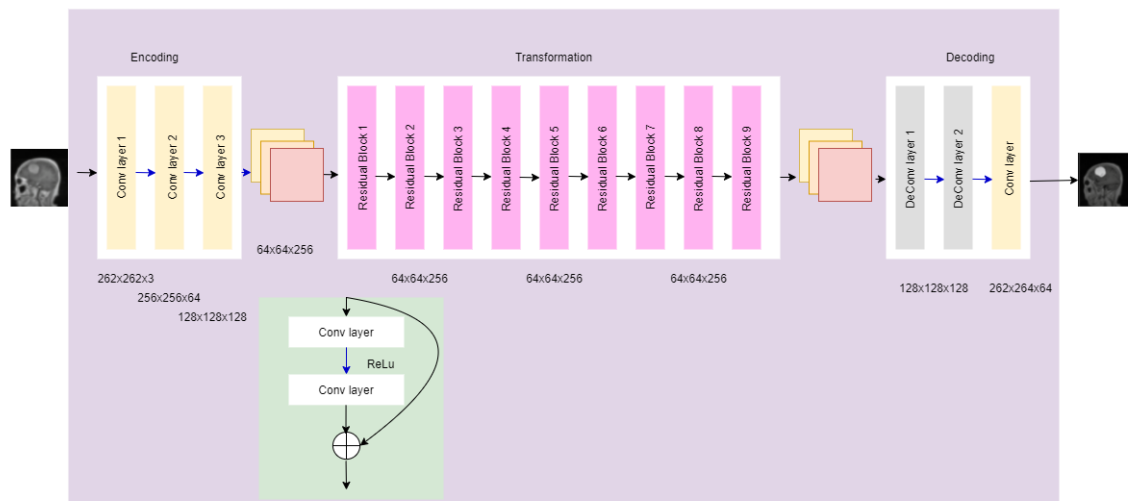 Encoding
Transformation
Decoding
Conv layer 1
Conv layer 2
Conv layer 3
Residual Block 1
Residual Block 2
Residual Block 3
Residual Block 4
Residual Block 5
Residual Block 6
Residual Block 7
Residual Block 8
Residual Block 9
DeConv layer 1
DeConv layer 2
Conv layer
64x64x256
262x262x3
256x256x64
128x128x128
64x64x256
64x64x256
64x64x256
128x128x128
262x264x64
Conv layer
ReLu
Conv layer